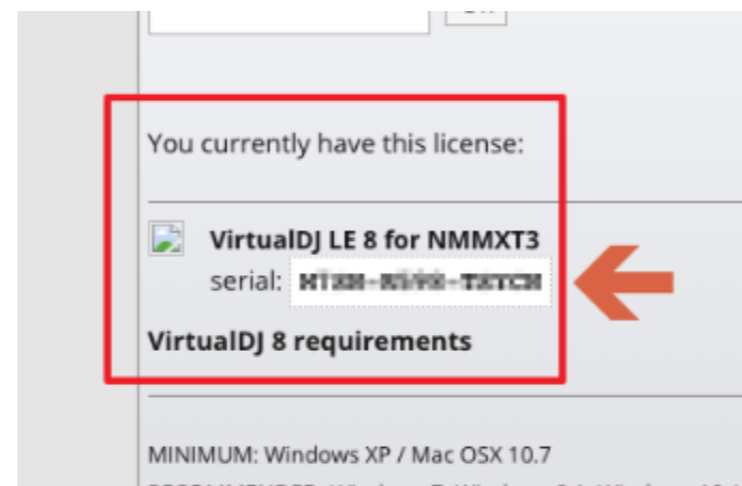 You currently have this license:
VirtualDJ LE 8 for NMMXT3
serial:
VirtualDJ 8 requirements
MINIMUM: Windows XP / Mac OSX 10.7